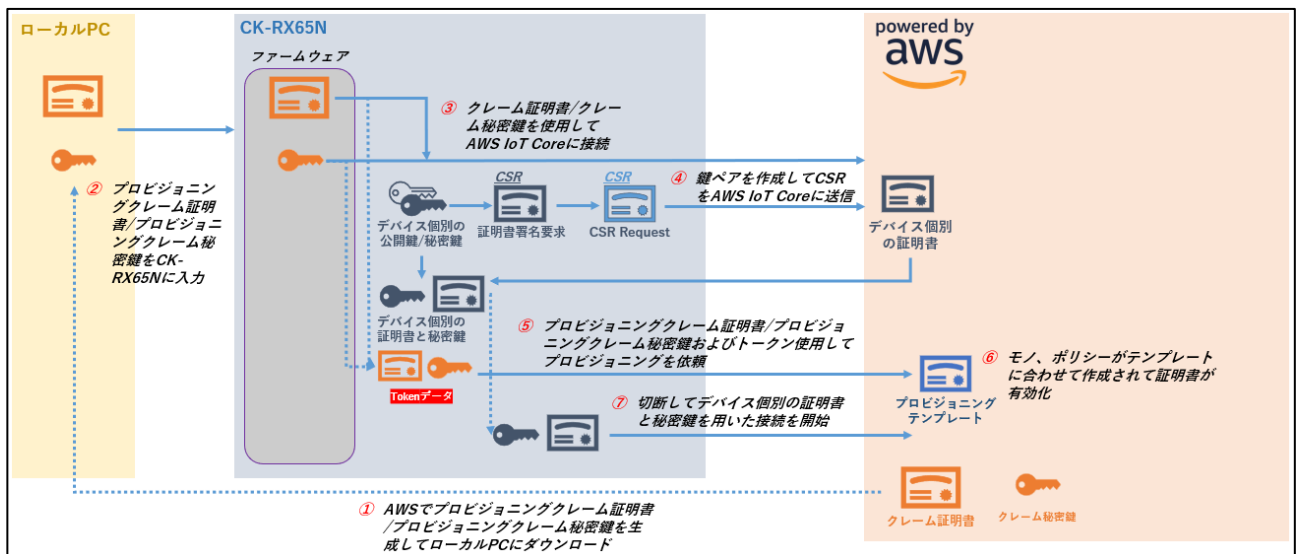 ローカルPC
CK-RX65N
powered by
aws
ファームウェア
③ クレーム証明書/クレー
ム秘密鍵を使用して
AWS IoT Coreに接続
② プロビジョニン
グクレーム証明
書/プロビジョニ
ングクレーム秘
密鍵をCK-
RX65Nに入力
CSR
CSR
④ 鍵ペアを作成してCSR
をAWS IoT Coreに送信
デバイス個別の
公開鍵/秘密鍵
証明書署名要求
CSR Request
デバイス個別
の証明書
デバイス個別の
証明書と秘密鍵
⑤ プロビジョニングクレーム証明書/プロビジョ
ニングクレーム秘密鍵およびトークン使用して
プロビジョニングを依頼
⑥ モノ、ポリシーがテンプレート
に合わせて作成されて証明書が
有効化
Tokenデータ
プロビジョニング
テンプレート
⑦ 切断してデバイス個別の証明書
と秘密鍵を用いた接続を開始
① AWSでプロビジョニングクレーム証明書
/プロビジョニングクレーム秘密鍵を生
成してローカルPCにダウンロード
クレーム証明書
クレーム秘密鍵